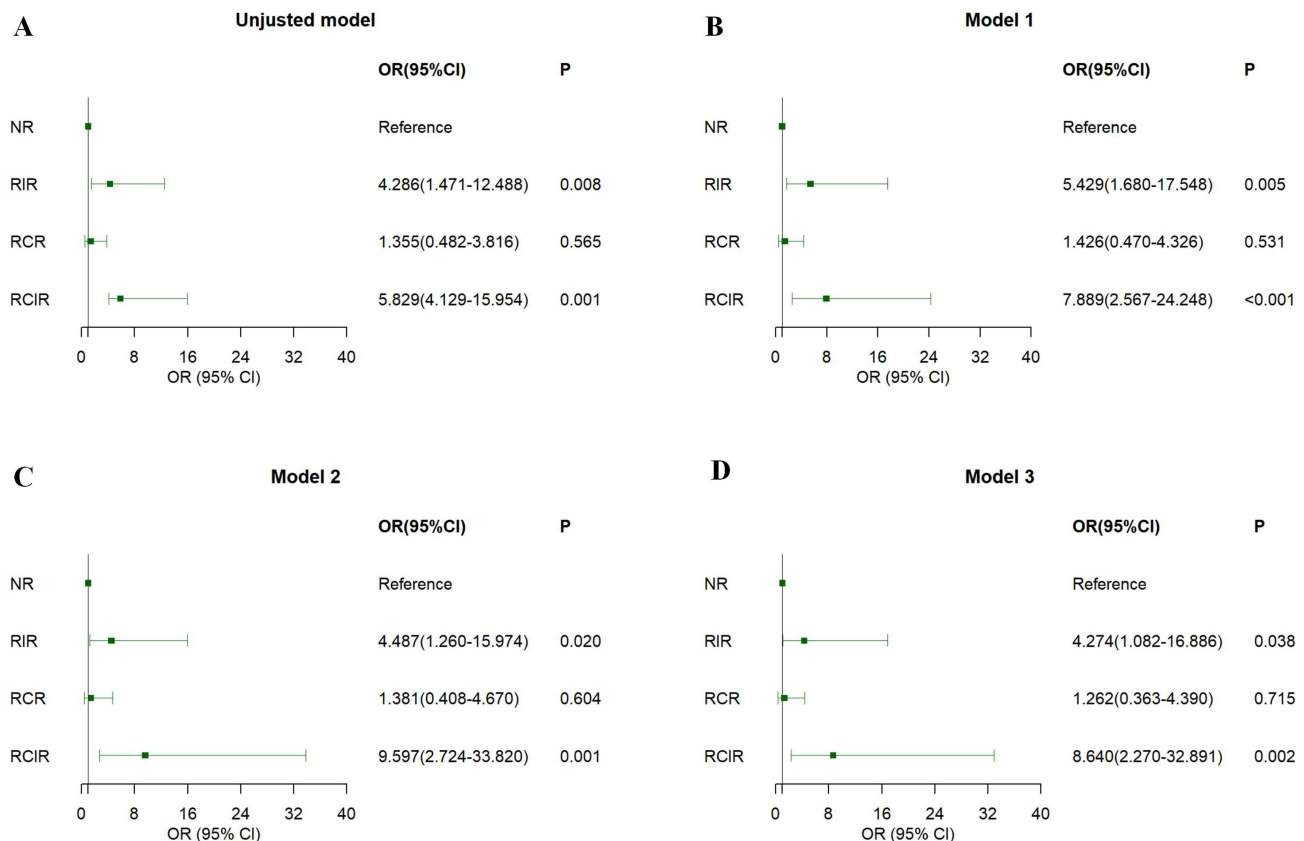 A
Unjusted model
OR(95%CI) P
NR Reference
RIR 4.286(1.471-12.488) 0.008
RCR 1.355(0.482-3.816) 0.565
RCIR 5.829(4.129-15.954) 0.001
0 8 16 24 32 40
OR (95% CI)
B
Model 1
OR(95%CI) P
NR Reference
RIR 5.429(1.680-17.548) 0.005
RCR 1.426(0.470-4.326) 0.531
RCIR 7.889(2.567-24.248) <0.001
0 8 16 24 32 40
OR (95% CI)
C
Model 2
OR(95%CI) P
NR Reference
RIR 4.487(1.260-15.974) 0.020
RCR 1.381(0.408-4.670) 0.604
RCIR 9.597(2.724-33.820) 0.001
0 8 16 24 32 40
OR (95% CI)
D
Model 3
OR(95%CI) P
NR Reference
RIR 4.274(1.082-16.886) 0.038
RCR 1.262(0.363-4.390) 0.715
RCIR 8.640(2.270-32.891) 0.002
0 8 16 24 32 40
OR (95% CI)